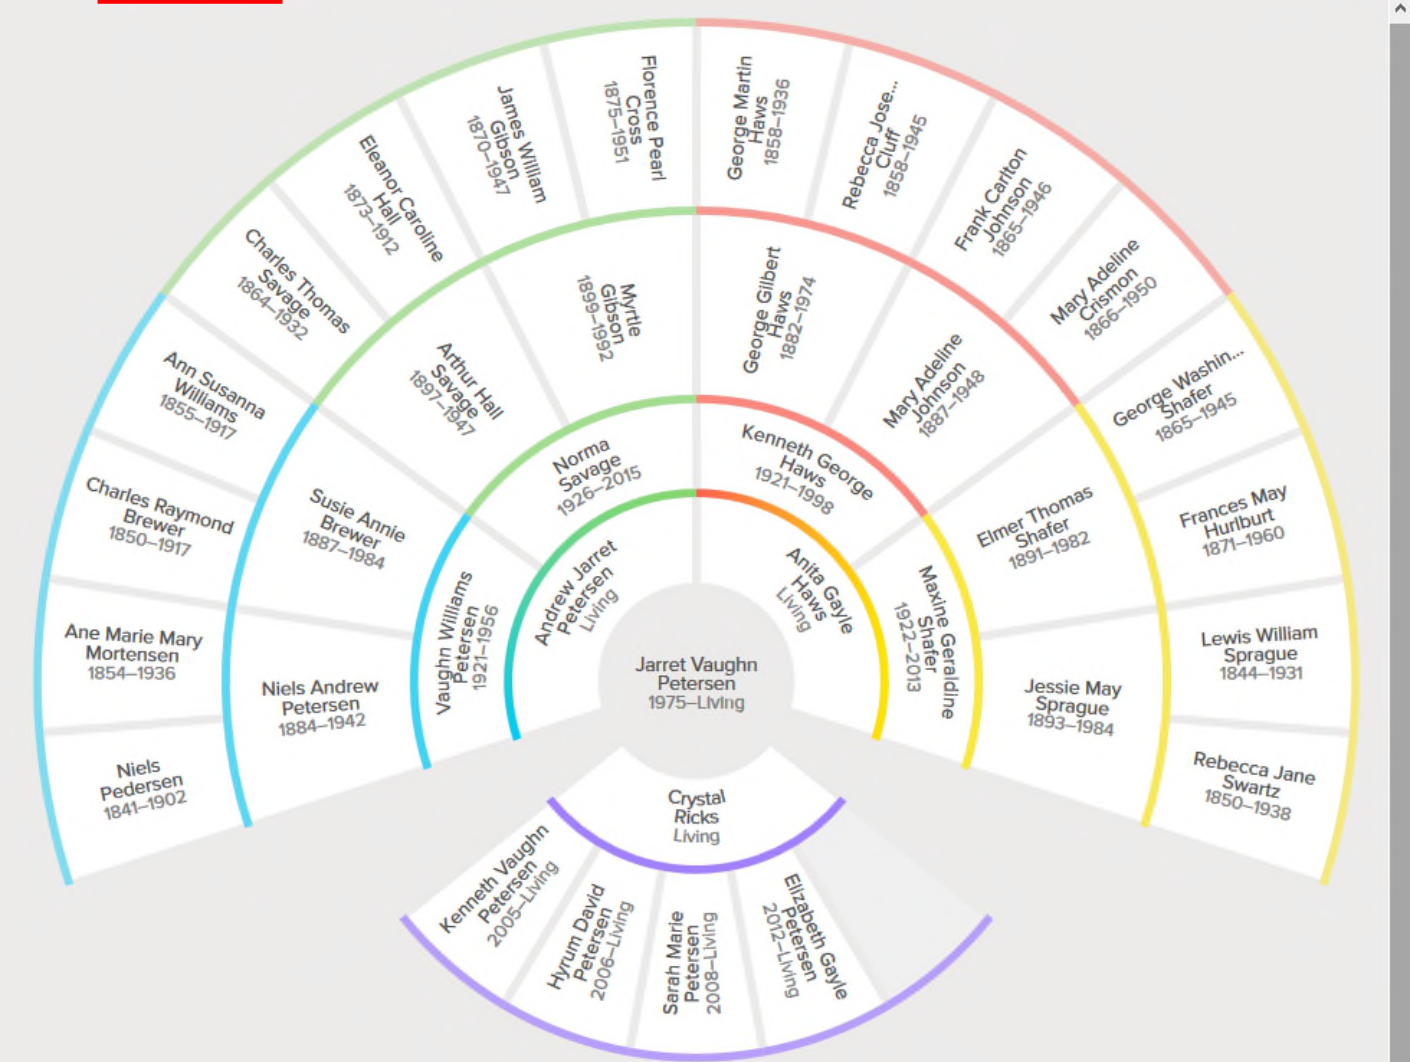 Florence Pearl
Cross
1875–1951
George Martin
Haws
1858–1936
James William
Gibson
1870–1947
Rebecca Jose...
Cluff
1858–1945
Eleanor Caroline
Hall
1873–1912
Frank Carlton
Johnson
1865–1946
Charles Thomas
Savage
1864–1932
Mary Adeline
Crismon
1866–1950
Ann Susanna
Williams
1855–1917
George Washin...
Shafer
1865–1945
Charles Raymond
Brewer
1850–1917
Frances May
Hurlburt
1871–1960
Ane Marie Mary
Mortensen
1854–1936
Lewis William
Sprague
1844–1931
Niels
Pedersen
1841–1902
Rebecca Jane
Swartz
1850–1938
Myrtle
Gibson
1899–1992
George Gilbert
Haws
1882–1974
Arthur Hall
Savage
1897–1947
Mary Adeline
Johnson
1887–1948
Susie Annie
Brewer
1887–1984
Elmer Thomas
Shafer
1891–1982
Niels Andrew
Petersen
1884–1942
Jessie May
Sprague
1893–1984
Norma
Savage
1926–2015
Kenneth George
Haws
1921–1998
Vaughn Williams
Petersen
1921–1956
Maxine Geraldine
Shafer
1922–2013
Andrew Jarret
Petersen
Living
Anita Gayle
Haws
Living
Jarret Vaughn
Petersen
1975–Living
Crystal
Ricks
Living
Kenneth Vaughn
Petersen
2005–Living
Hyrum David
Petersen
2006–Living
Sarah Marie
Petersen
2008–Living
Elizabeth Gayle
Petersen
2012–Living